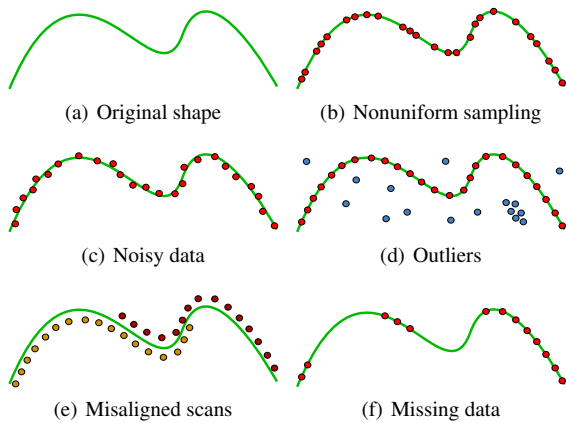 (a) Original shape
(b) Nonuniform sampling
(c) Noisy data
(d) Outliers
(e) Misaligned scans
(f) Missing data